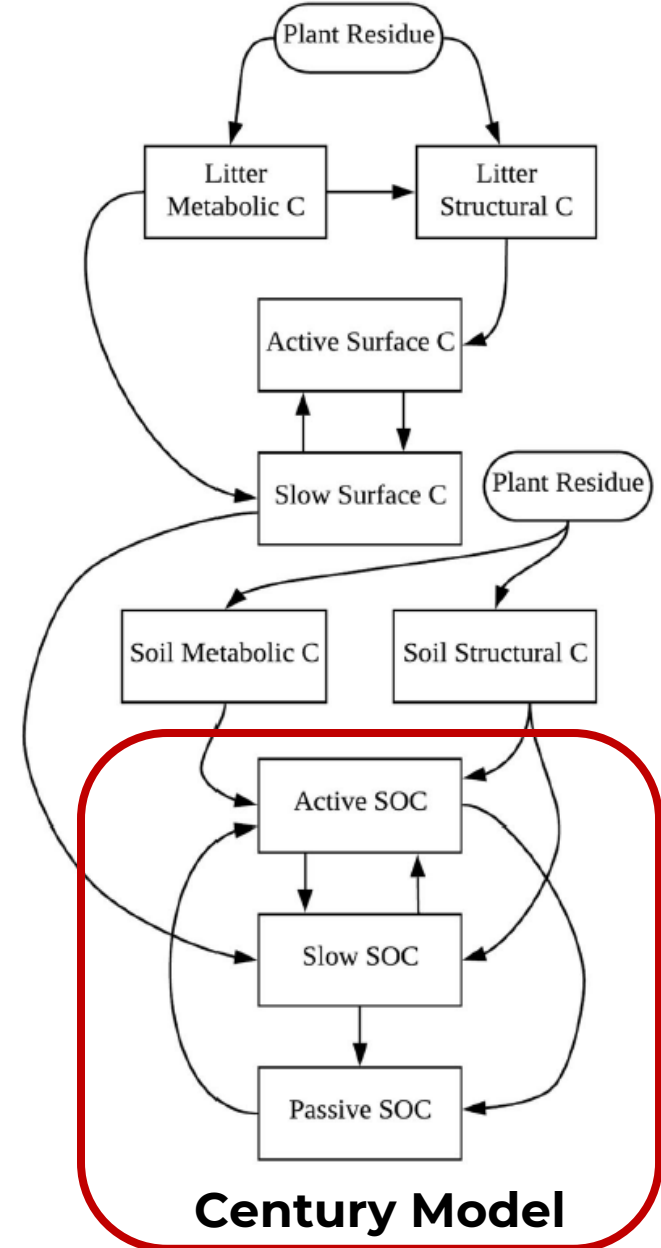 Plant Residue
Litter
Metabolic C
Litter
Structural C
Active Surface C
Slow Surface C
Plant Residue
Soil Metabolic C
Soil Structural C
Active SOC
Slow SOC
Passive SOC
Century Model